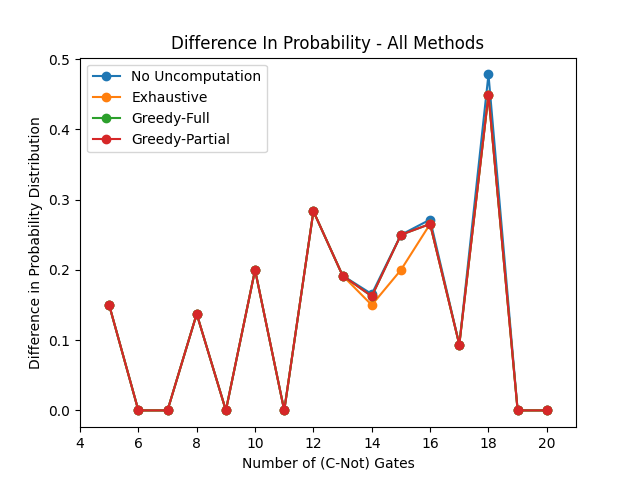 Difference In Probability - All Methods
No Uncomputation
Exhaustive
Greedy-Full
Greedy-Partial
Difference in Probability Distribution
0.5
0.4
0.3
0.2
0.1
0.0
4 6 8 10 12 14 16 18 20
Number of (C-Not) Gates